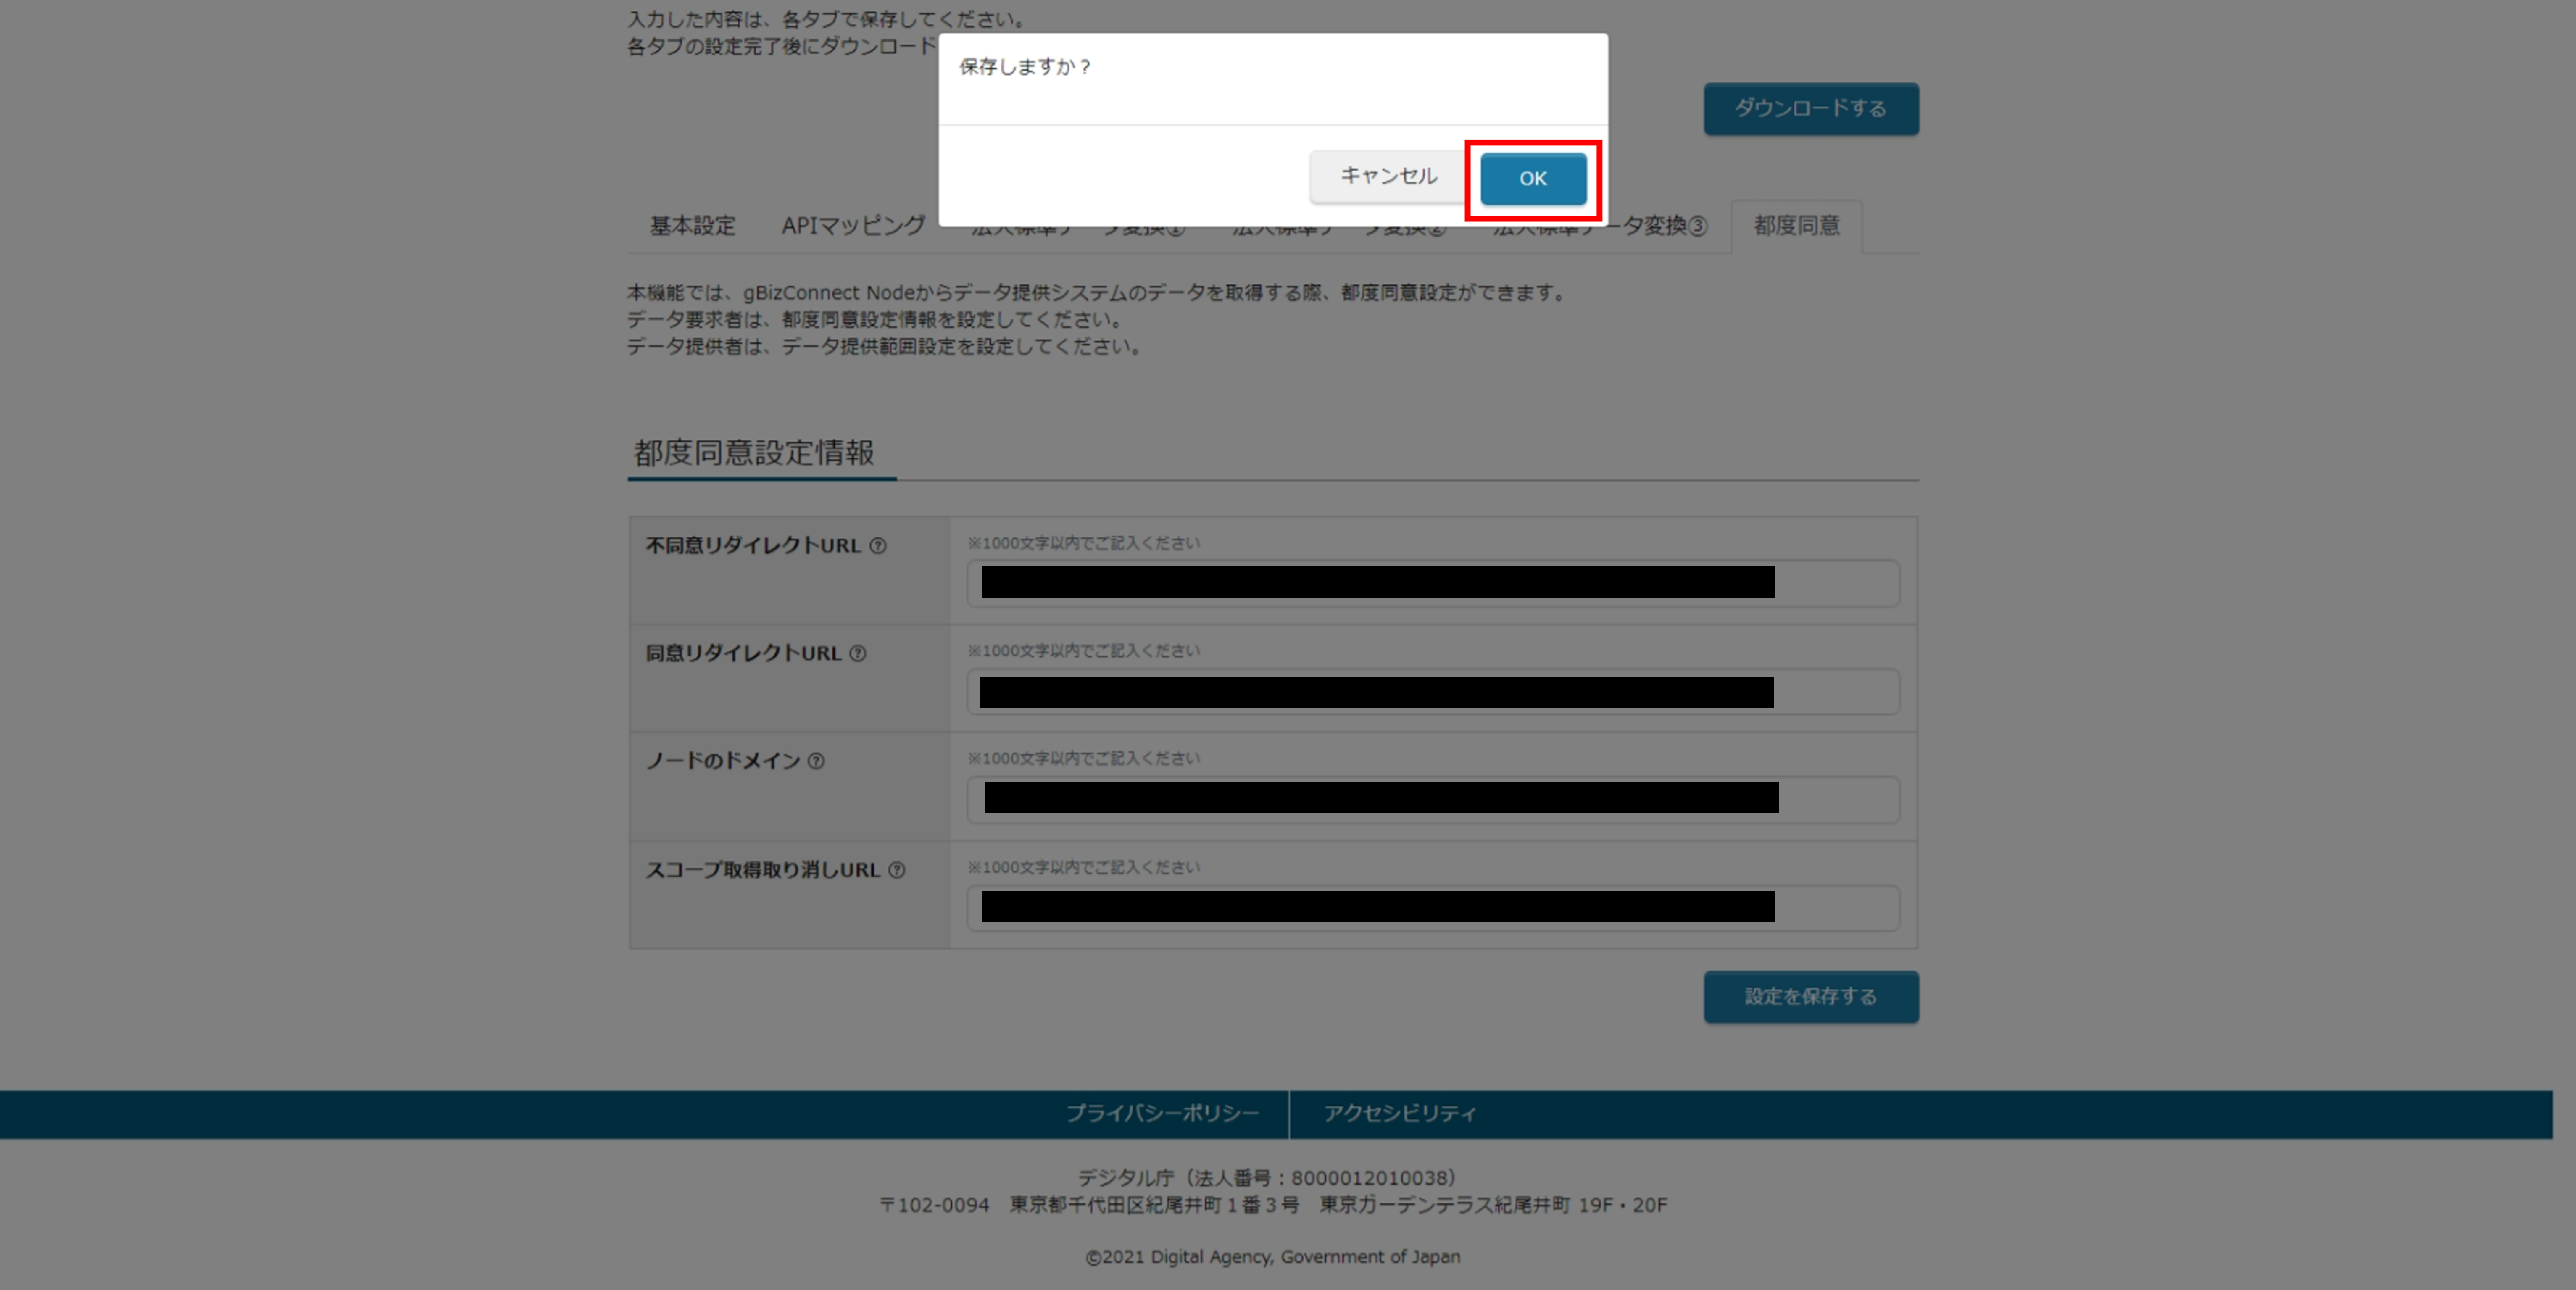 入力した内容は、各タブで保存してください。
各タブの設定完了後にダウンロード
保存しますか？
ダウンロードする
キャンセル
OK
基本設定 APIマッピング 法人標準データ変換① 法人標準データ変換② 法人標準データ変換③ 都度同意
本機能では、gBizConnect Nodeからデータ提供システムのデータを取得する際、都度同意設定ができます。
データ要求者は、都度同意設定情報を設定してください。
データ提供者は、データ提供範囲設定を設定してください。
都度同意設定情報
不同意リダイレクトURL
※1000文字以内でご記入ください
同意リダイレクトURL
※1000文字以内でご記入ください
ノードのドメイン
※1000文字以内でご記入ください
スコープ取得取り消しURL
※1000文字以内でご記入ください
設定を保存する
プライバシーポリシー
アクセシビリティ
デジタル庁（法人番号：8000012010038）
〒102-0094　東京都千代田区紀尾井町１番３号　東京ガーデンテラス紀尾井町 19F・20F
©2021 Digital Agency, Government of Japan